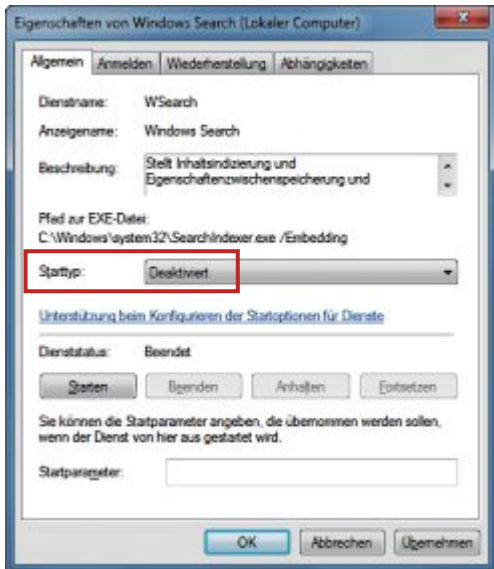 Eigenschaften von Windows Search (Lokaler Computer)
Allgemein Anmelden Wiederherstellung Abhängigkeiten
Dienstname: WSearch
Anzeigename: Windows Search
Beschreibung: Stellt Inhaltsindizierung und
Eigenschaftenzwischenspeicherung und
Pfad zur EXE-Datei:
C:\Windows\system32\SearchIndexer.exe /Embedding
Starttyp: Deaktiviert
Unterstützung beim Konfigurieren der Startoptionen für Dienste
Dienststatus: Beendet
Starten Beenden Anhalten Fortsetzen
Sie können die Startparameter angeben, die übernommen werden sollen,
wenn der Dienst von hier aus gestartet wird.
Startparameter:
OK Abbrechen Übernehmen